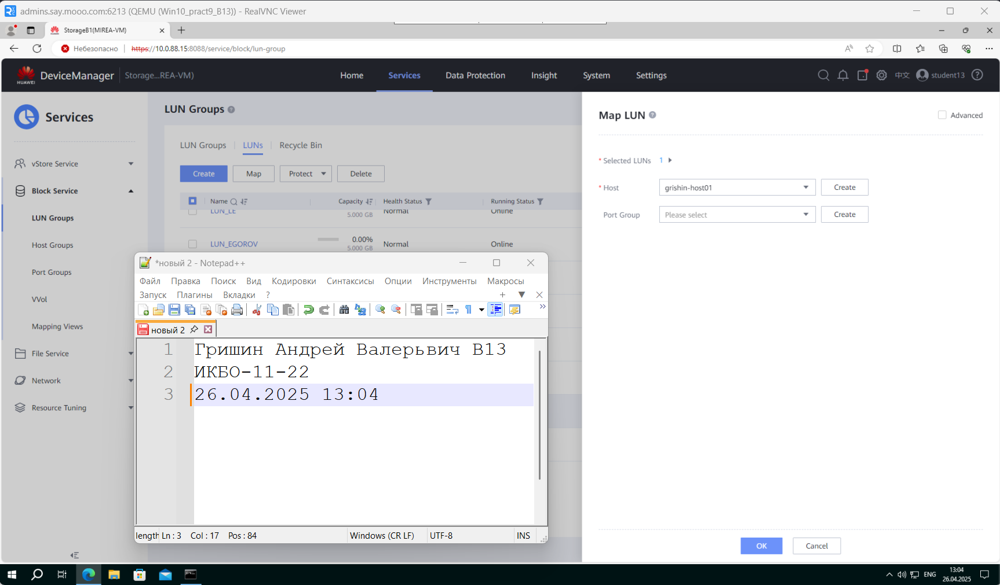 admins.say.mooo.com:6213 (QEMU (Win10_pract9_B13)) - RealVNC Viewer
StorageB1(MIREA-VM)
Небезопасно
https://10.0.88.15:8088/service/block/lun-group
HUAWEI
DeviceManager
Storage...REA-VM)
Home
Services
Data Protection
Insight
System
Settings
中文
student13
Services
vStore Service
Block Service
LUN Groups
Host Groups
Port Groups
VVol
Mapping Views
File Service
Network
Resource Tuning
LUN Groups
LUN Groups
LUNs
Recycle Bin
Create
Map
Protect
Delete
Name
Capacity
Health Status
Running Status
LUN_LE
5.000 GB
Normal
Online
LUN_EGOROV
0.00%
5.000 GB
Normal
Online
Map LUN
Advanced
* Selected LUNs 1
* Host
grishin-host01
Create
Port Group
Please select
Create
OK
Cancel
*новый 2 - Notepad++
Файл Правка Поиск Вид Кодировки Синтаксисы Опции Инструменты Макросы
Запуск Плагины Вкладки ?
новый 2
1 Гришин Андрей Валерьвич В13
2 ИКБО-11-22
3 26.04.2025 13:04
length Ln : 3 Col : 17 Pos : 84
Windows (CR LF)
UTF-8
INS
ENG
13:04
26.04.2025